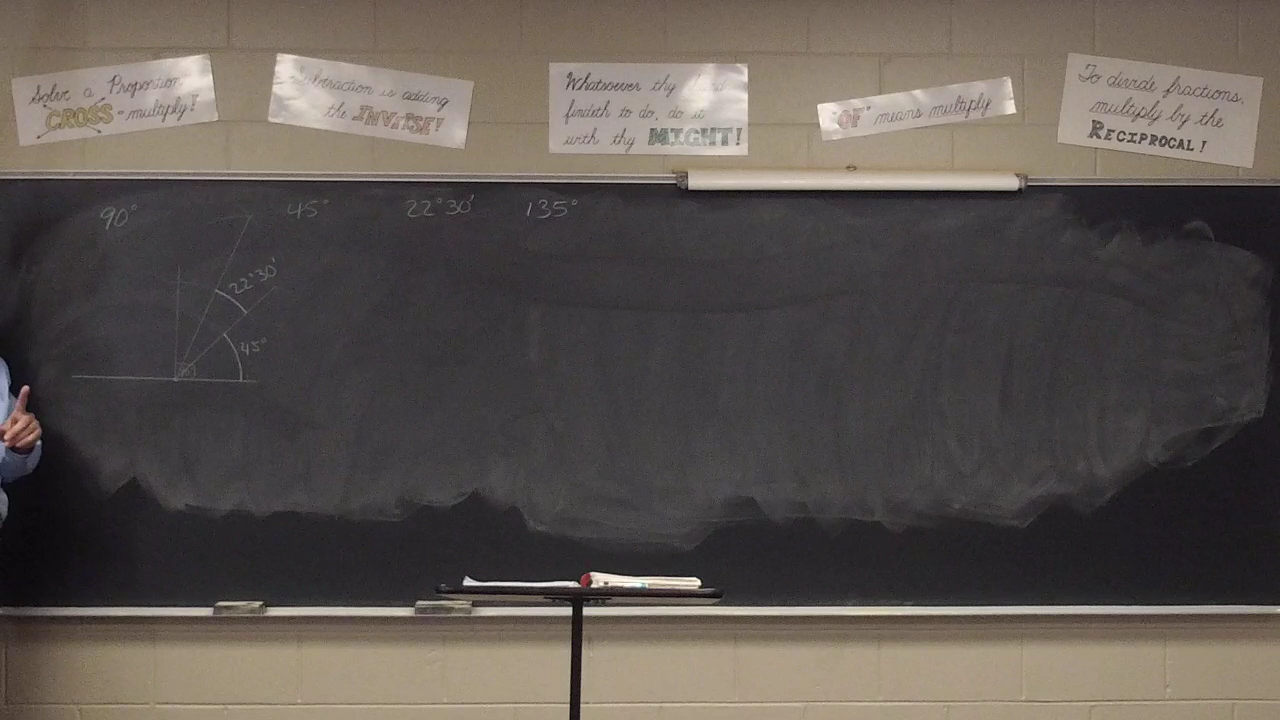 Solve a Proportion
CROSS-multiply!
Subtraction is adding
the INVERSE!
Whatsoever thy hand
findeth to do, do it
with thy MIGHT!
"OF" means multiply
To divide fractions,
multiply by the
RECIPROCAL!
90° 45° 22°30' 135°
22°30'
45°